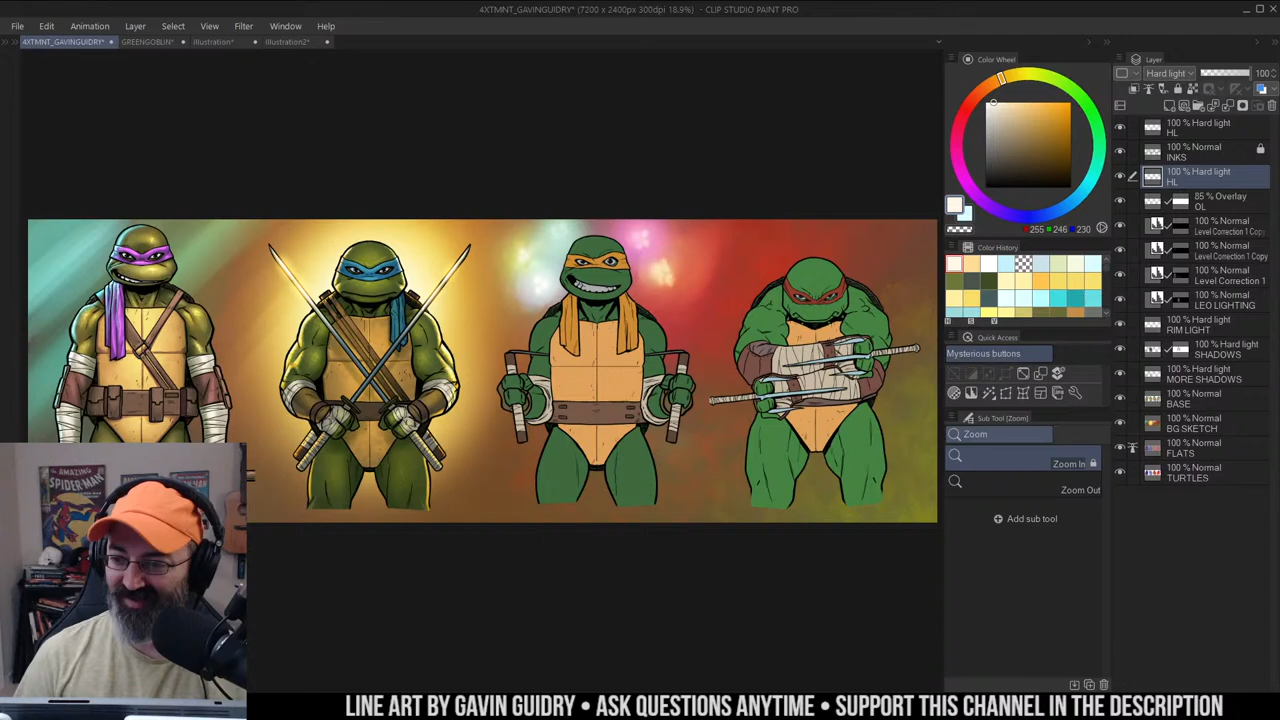 4XTMNT_GAVINGUIDRY* (7200 x 2400px 300dpi 18.9%) - CLIP STUDIO PAINT PRO
File Edit Animation Layer Select View Filter Window Help
4XTMNT_GAVINGUIDRY* GREENGOBLIN* Illustration* Illustration2*
Color Wheel
255 246 230
Color History
H S V
Quick Access
Mysterious buttons
Sub Tool [Zoom]
Zoom
Zoom In
Zoom Out
Add sub tool
Layer
Hard light 100
100 % Hard light
HL
100 % Normal
INKS
100 % Hard light
HL
85 % Overlay
OL
100 % Normal
Level Correction 1 Copy
100 % Normal
Level Correction 1 Copy
100 % Normal
Level Correction 1
100 % Normal
LEO LIGHTING
100 % Hard light
RIM LIGHT
100 % Hard light
SHADOWS
100 % Hard light
MORE SHADOWS
100 % Normal
BASE
100 % Normal
BG SKETCH
100 % Normal
FLATS
100 % Normal
TURTLES
AMAZING
SPIDER-MAN
LINE ART BY GAVIN GUIDRY • ASK QUESTIONS ANYTIME • SUPPORT THIS CHANNEL IN THE DESCRIPTION